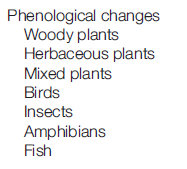 Phenological changes
Woody plants
Herbaceous plants
Mixed plants
Birds
Insects
Amphibians
Fish